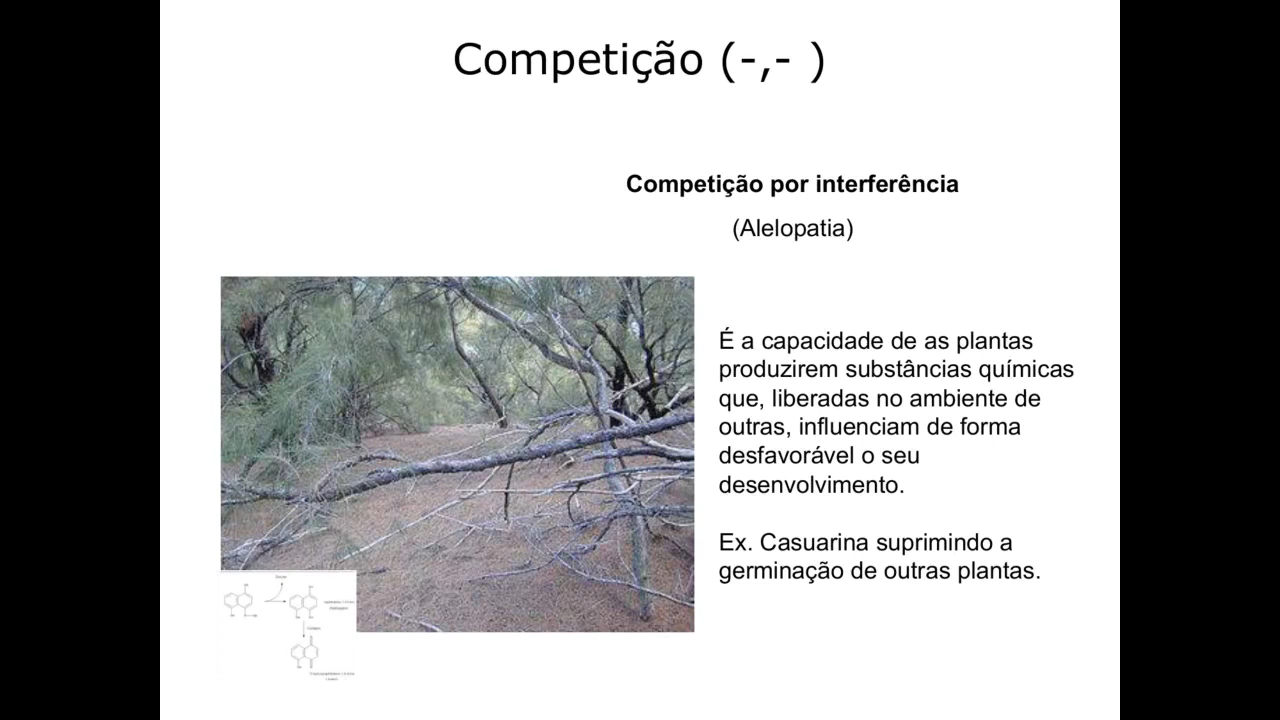 Competição (-,- )
Competição por interferência
(Alelopatia)
É a capacidade de as plantas
produzirem substâncias químicas
que, liberadas no ambiente de
outras, influenciam de forma
desfavorável o seu
desenvolvimento.
Ex. Casuarina suprimindo a
germinação de outras plantas.